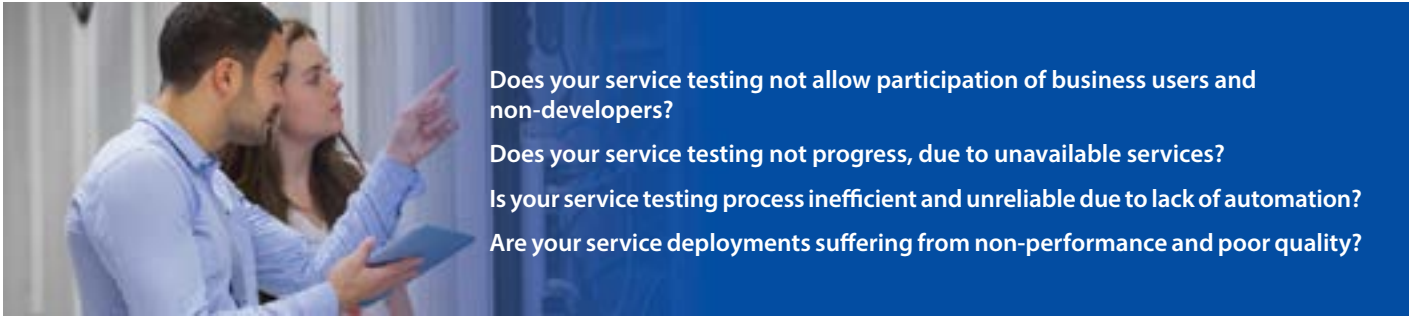 Does your service testing not allow participation of business users and
non-developers?
Does your service testing not progress, due to unavailable services?
Is your service testing process inefficient and unreliable due to lack of automation?
Are your service deployments suffering from non-performance and poor quality?